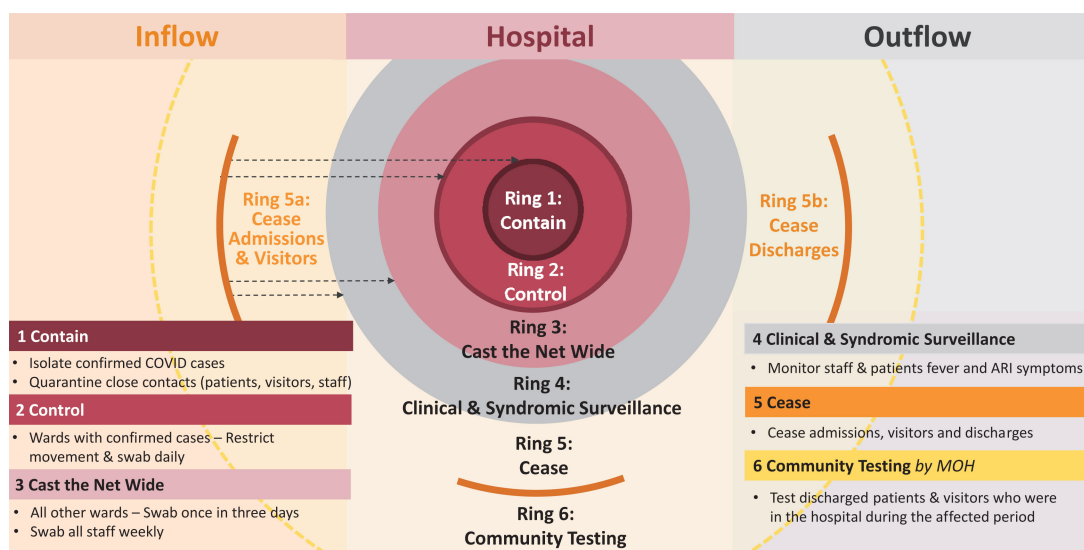 Inflow
Hospital
Outflow
Ring 5a:
Cease
Admissions
& Visitors
Ring 1:
Contain
Ring 2:
Control
Ring 5b:
Cease
Discharges
Ring 3:
Cast the Net Wide
Ring 4:
Clinical & Syndromic Surveillance
Ring 5:
Cease
Ring 6:
Community Testing
1 Contain
• Isolate confirmed COVID cases
• Quarantine close contacts (patients, visitors, staff)
2 Control
• Wards with confirmed cases – Restrict
movement & swab daily
3 Cast the Net Wide
• All other wards – Swab once in three days
• Swab all staff weekly
4 Clinical & Syndromic Surveillance
• Monitor staff & patients fever and ARI symptoms
5 Cease
• Cease admissions, visitors and discharges
6 Community Testing by MOH
• Test discharged patients & visitors who were
in the hospital during the affected period